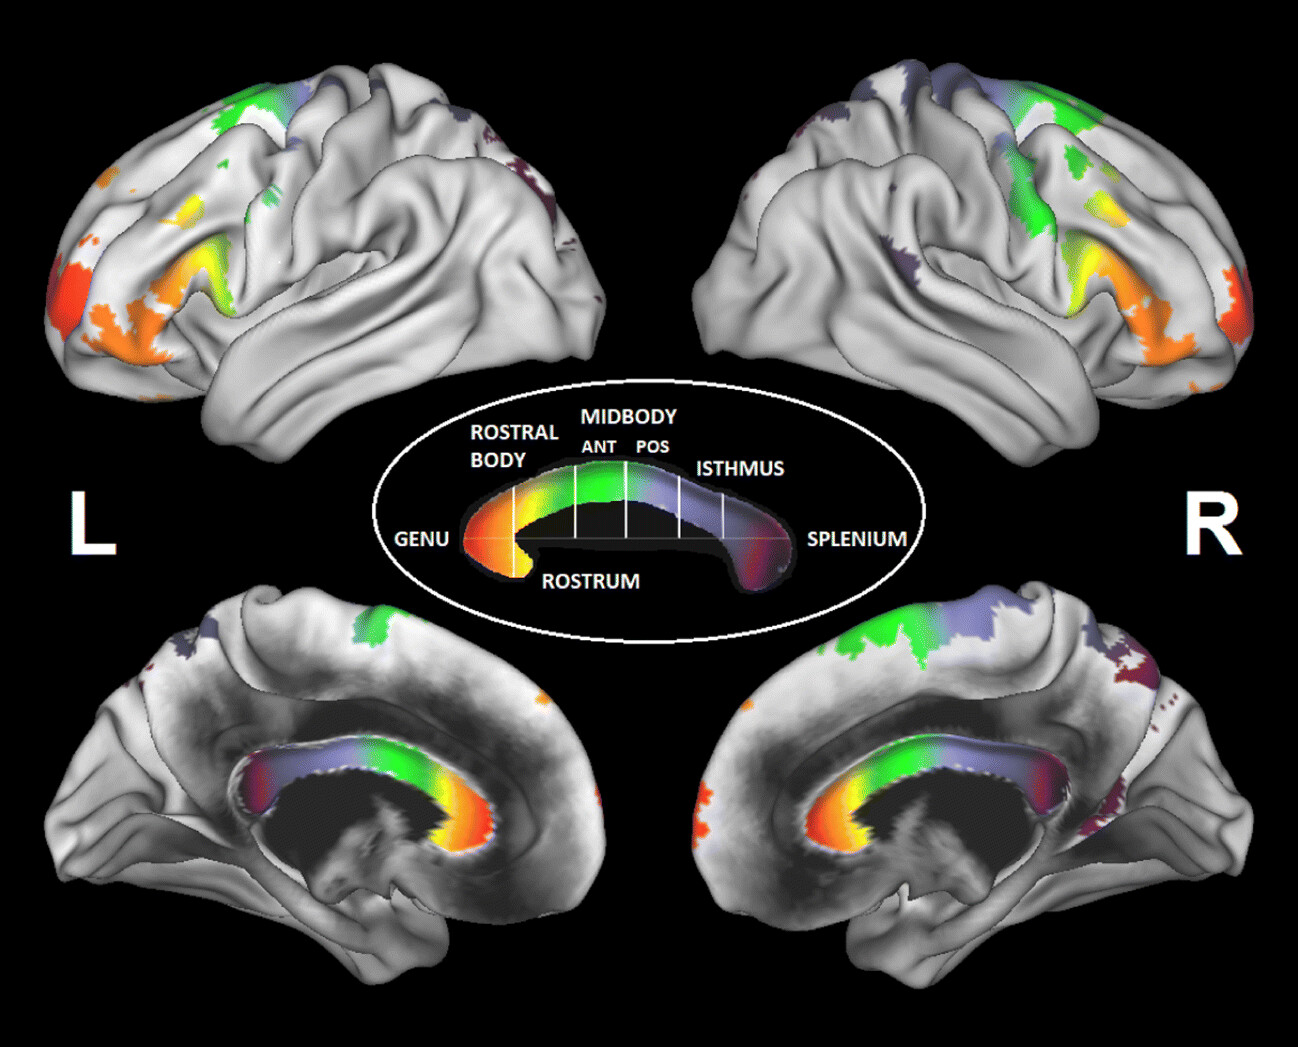 MIDBODY
ROSTRAL
BODY
ANT POS
ISTHMUS
L
R
GENU
SPLENIUM
ROSTRUM